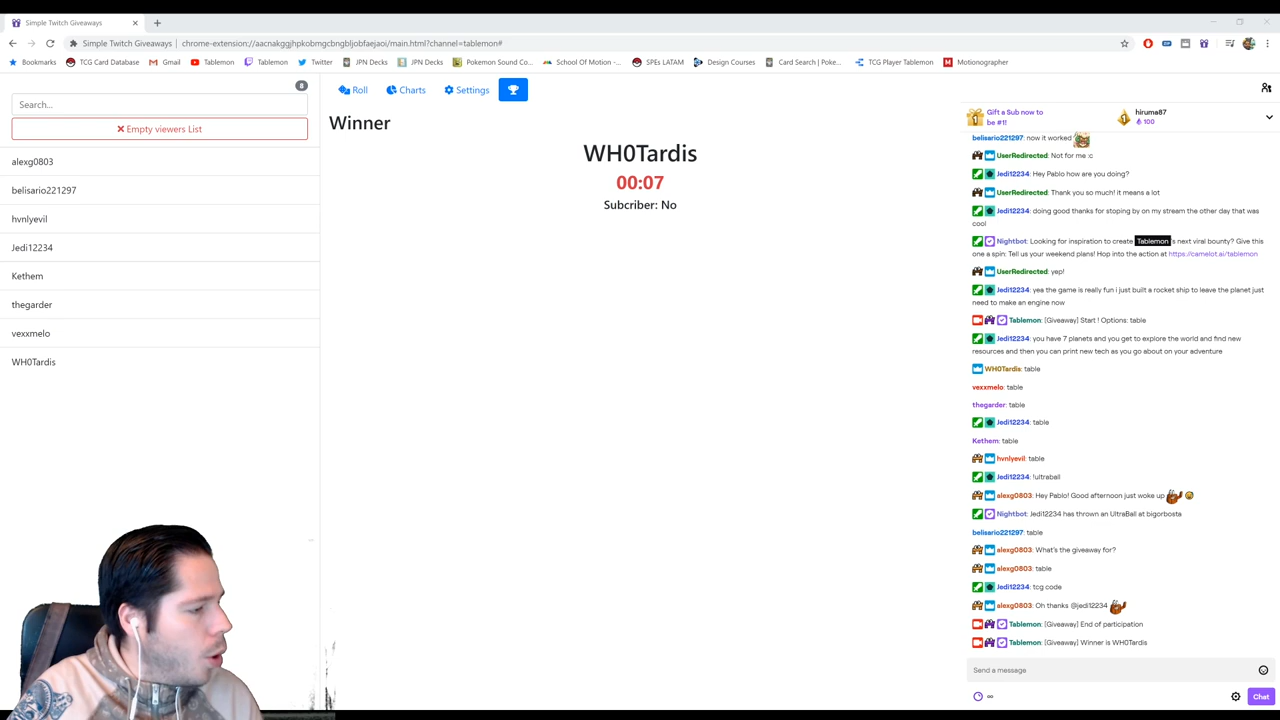 Simple Twitch Giveaways
Simple Twitch Giveaways | chrome-extension://aacnakggjhpkobmgcbngbljobfaejaoi/main.html?channel=tablemon#
Bookmarks TCG Card Database Gmail Tablemon Tablemon Twitter JPN Decks JPN Decks Pokemon Sound Co... School Of Motion -... SPEs LATAM Design Courses Card Search | Poke... TCG Player Tablemon Motionographer
8
Search...
Empty viewers List
alexg0803
belisario221297
hvnlyevil
Jedi12234
Kethem
thegarder
vexxmelo
WH0Tardis
Roll Charts Settings
Winner
WH0Tardis
00:07
Subcriber: No
Gift a Sub now to
be #1!
1
1
hiruma87
100
belisario221297: now it worked
UserRedirected: Not for me :c
Jedi12234: Hey Pablo how are you doing?
UserRedirected: Thank you so much! it means a lot
Jedi12234: doing good thanks for stoping by on my stream the other day that was
cool
Nightbot: Looking for inspiration to create Tablemon's next viral bounty? Give this
one a spin: Tell us your weekend plans! Hop into the action at https://camelot.ai/tablemon
UserRedirected: yep!
Jedi12234: yea the game is really fun i just built a rocket ship to leave the planet just
need to make an engine now
Tablemon: [Giveaway] Start ! Options: table
Jedi12234: you have 7 planets and you get to explore the world and find new
resources and then you can print new tech as you go about on your adventure
WH0Tardis: table
vexxmelo: table
thegarder: table
Jedi12234: table
Kethem: table
hvnlyevil: table
Jedi12234: !ultraball
alexg0803: Hey Pablo! Good afternoon just woke up
Nightbot: Jedi12234 has thrown an UltraBall at bigorbosta
belisario221297: table
alexg0803: What's the giveaway for?
alexg0803: table
Jedi12234: tcg code
alexg0803: Oh thanks @jedi12234
Tablemon: [Giveaway] End of participation
Tablemon: [Giveaway] Winner is WH0Tardis
Send a message
∞
Chat